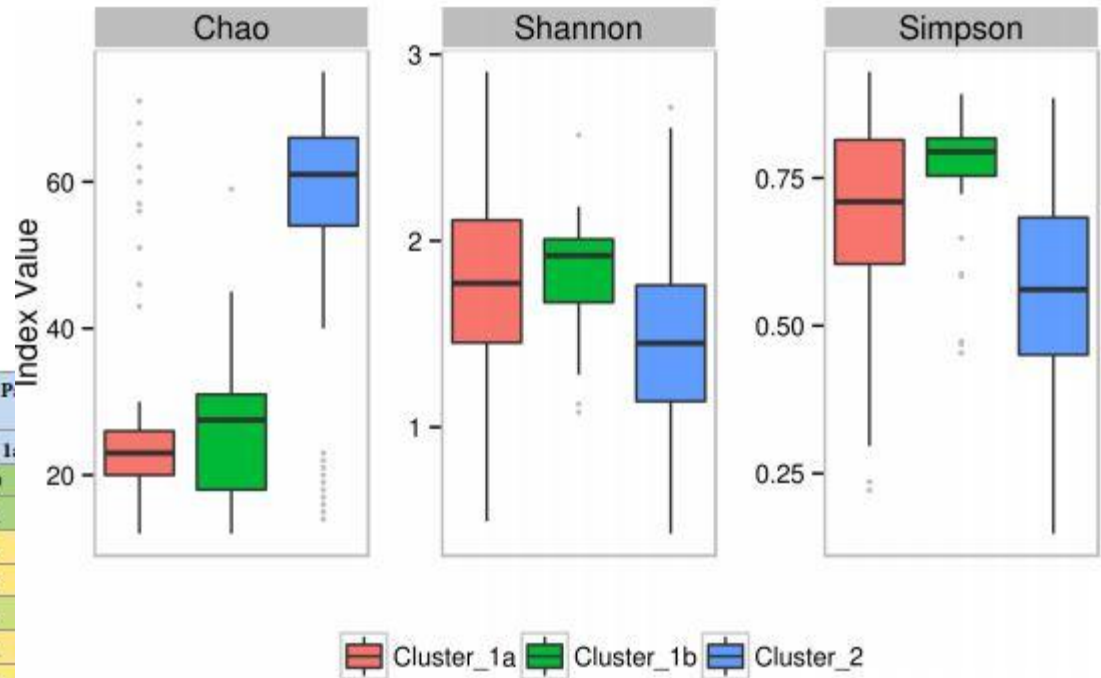 Chao
Shannon
Simpson
Index Value
60
40
20
3
2
1
0.75
0.50
0.25
Cluster_1a
Cluster_1b
Cluster_2